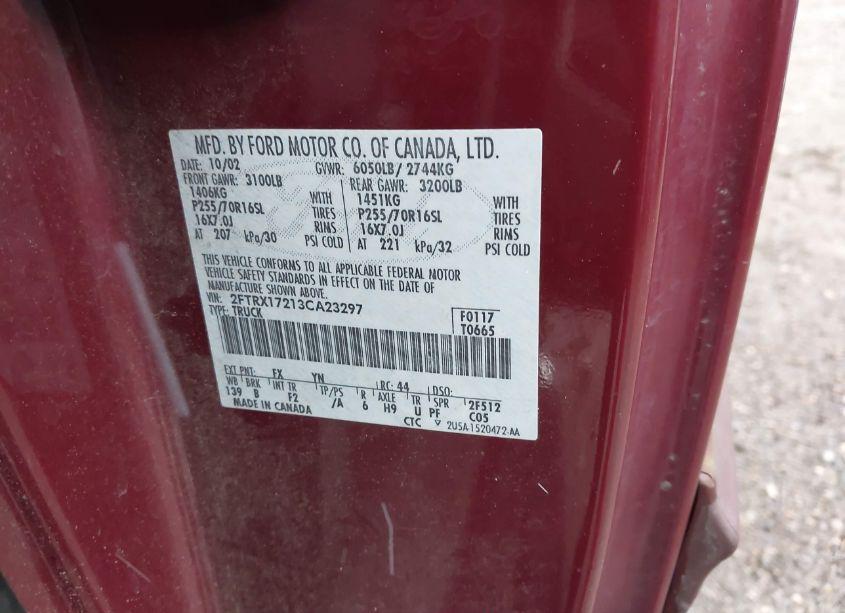 MFD. BY FORD MOTOR CO. OF CANADA, LTD.
DATE: 10/02 GVWR: 6050LB/ 2744KG
FRONT GAWR: 3100LB REAR GAWR: 3200LB
1406KG WITH 1451KG WITH
P255/70R16SL TIRES P255/70R16SL TIRES
16X7.0J RIMS 16X7.0J RIMS
AT 207 kPa/30 PSI COLD AT 221 kPa/32 PSI COLD
THIS VEHICLE CONFORMS TO ALL APPLICABLE FEDERAL MOTOR
VEHICLE SAFETY STANDARDS IN EFFECT ON THE DATE OF
MANUFACTURE SHOWN ABOVE.
VIN: 2FTRX17213CA23297 F0117
TYPE: TRUCK T0665
EXT PNT: FX YN RC: 44 DSO:
WB BRK INT TR TP/PS R AXLE TR SPR 2F512
139 B F2 /A 6 H9 U PF C05
MADE IN CANADA CTC 2U5A-1520472-AA